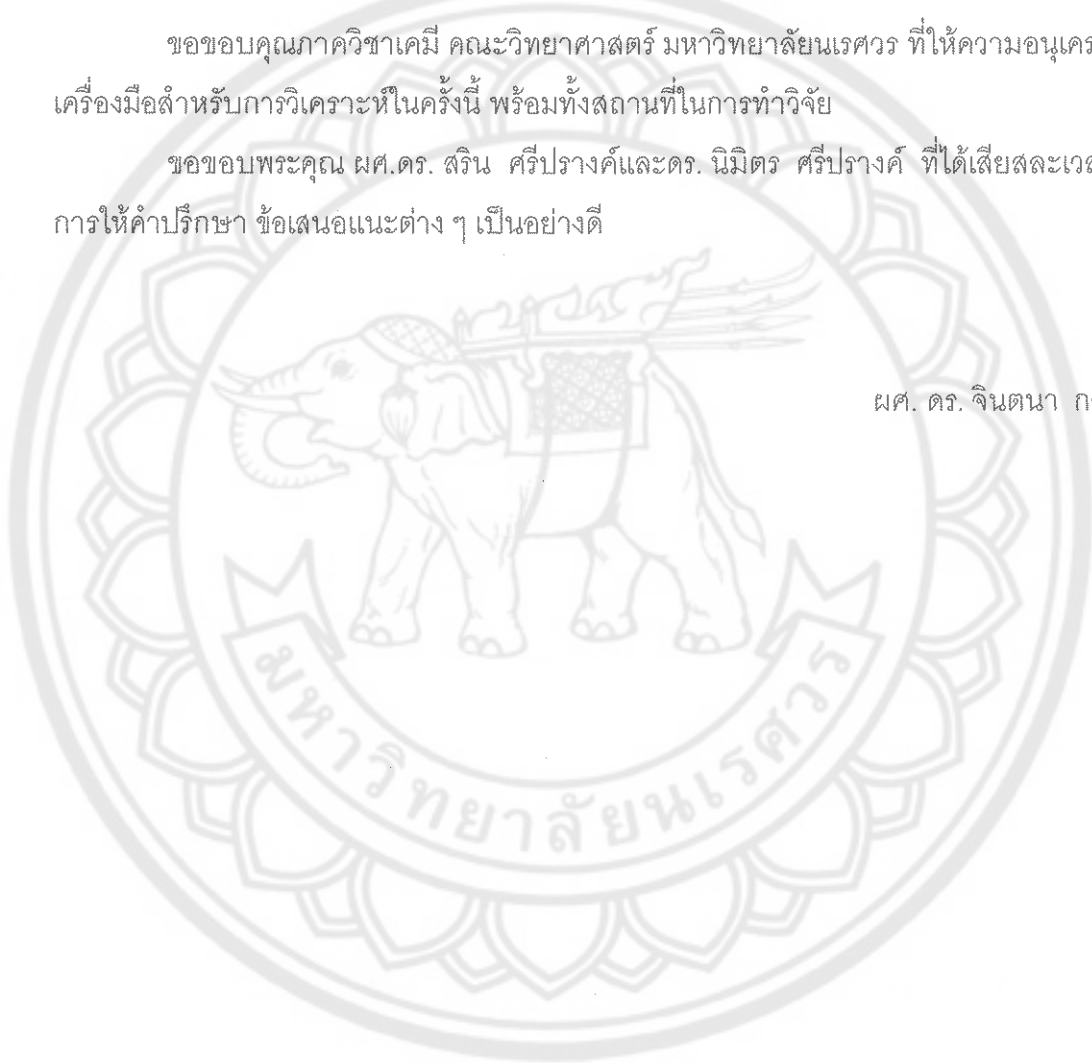 ขอขอบคุณภาควิชาเคมี คณะวิทยาศาสตร์ มหาวิทยาลัยนเรศวร ที่ให้ความอนุเครา
เครื่องมือสำหรับการวิเคราะห์ในครั้งนี้ พร้อมทั้งสถานที่ในการทำวิจัย
ขอขอบพระคุณ ผศ.ดร. สริน ศรีปรางค์และดร. นิมิตร ศรีปรางค์ ที่ได้เสียสละเวล
การให้คำปรึกษา ข้อเสนอแนะต่าง ๆ เป็นอย่างดี
ผศ. ดร. จินตนา
มหาวิทยาลัยนเรศวร